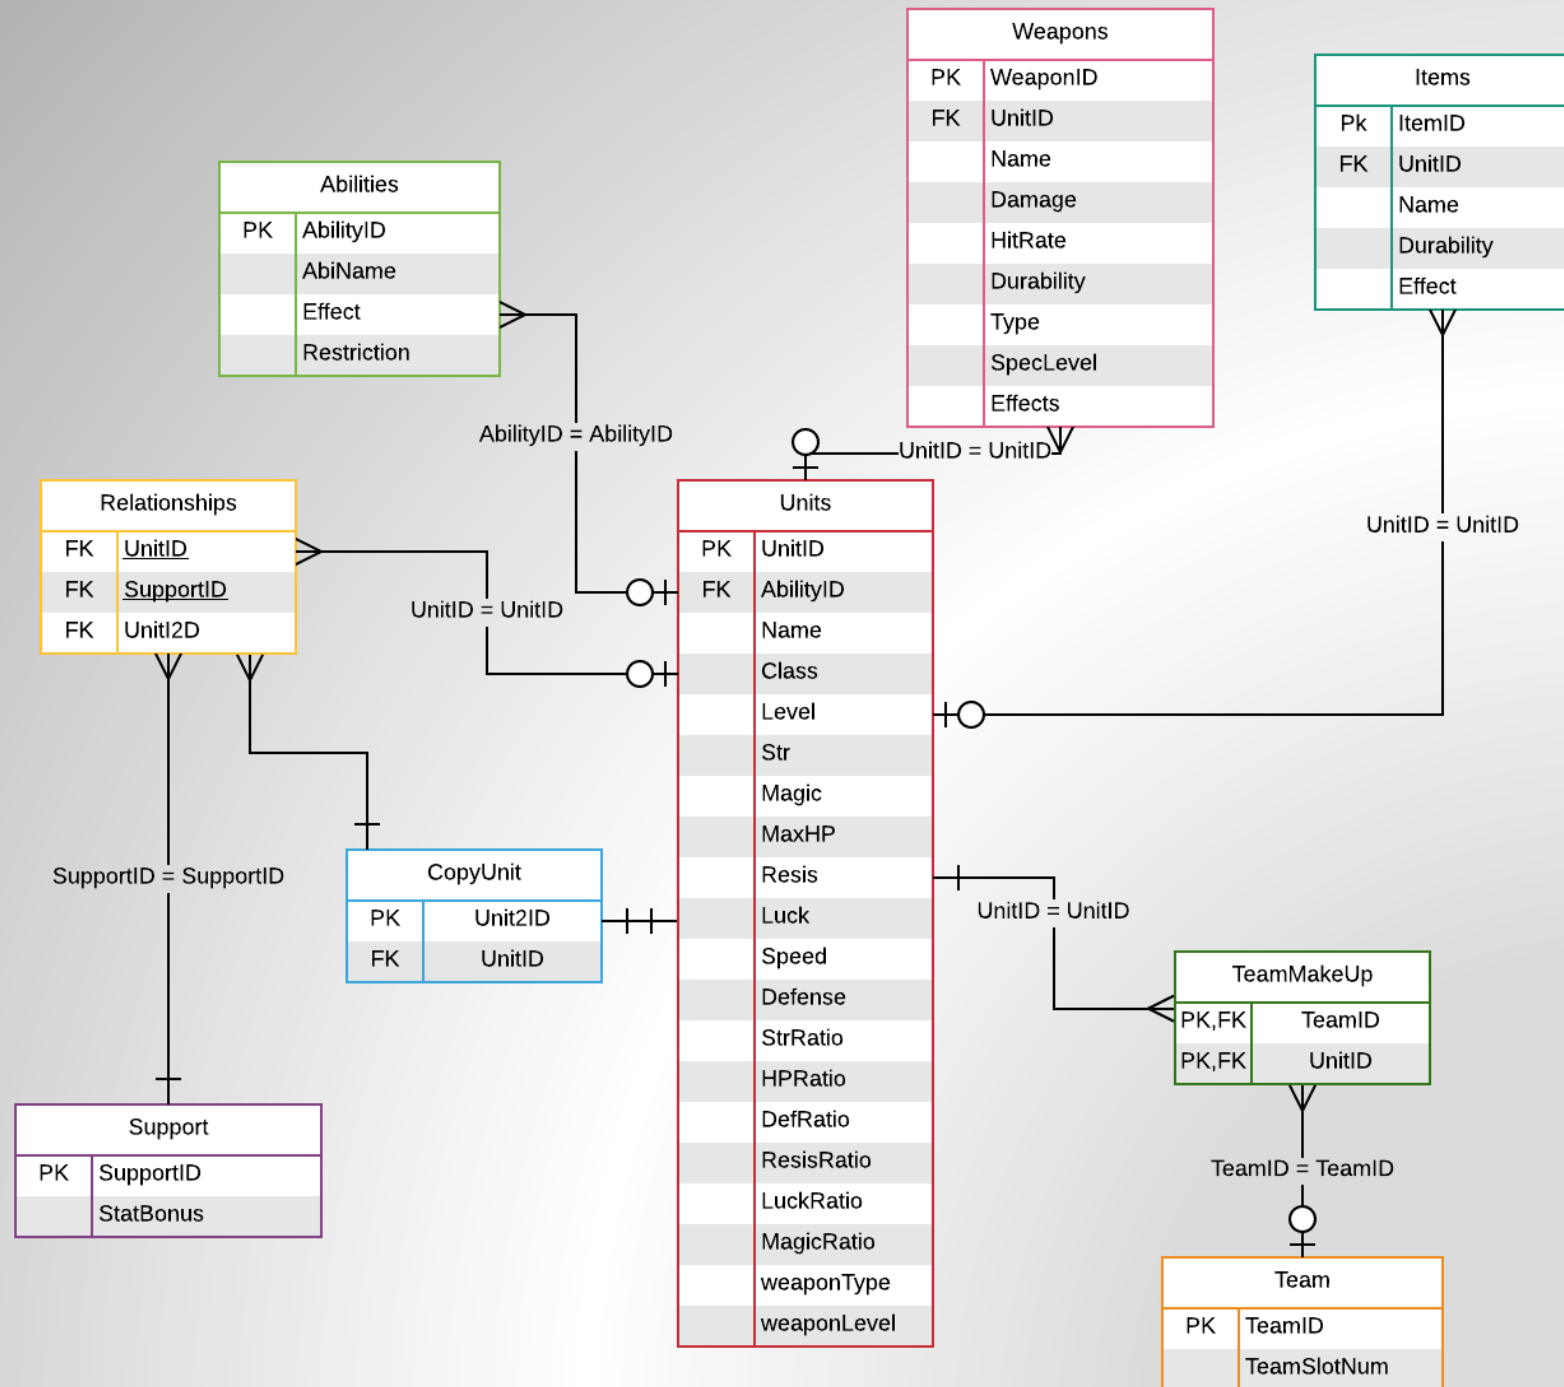 Weapons
PK WeaponID
FK UnitID
Name
Damage
HitRate
Durability
Type
SpecLevel
Effects
Items
Pk ItemID
FK UnitID
Name
Durability
Effect
Abilities
PK AbilityID
AbiName
Effect
Restriction
AbilityID = AbilityID
UnitID = UnitID
UnitID = UnitID
Relationships
FK UnitID
FK SupportID
FK UnitI2D
UnitID = UnitID
Units
PK UnitID
FK AbilityID
Name
Class
Level
Str
Magic
MaxHP
Resis
Luck
Speed
Defense
StrRatio
HPRatio
DefRatio
ResisRatio
LuckRatio
MagicRatio
weaponType
weaponLevel
SupportID = SupportID
CopyUnit
PK Unit2ID
FK UnitID
UnitID = UnitID
TeamMakeUp
PK,FK TeamID
PK,FK UnitID
Support
PK SupportID
StatBonus
TeamID = TeamID
Team
PK TeamID
TeamSlotNum